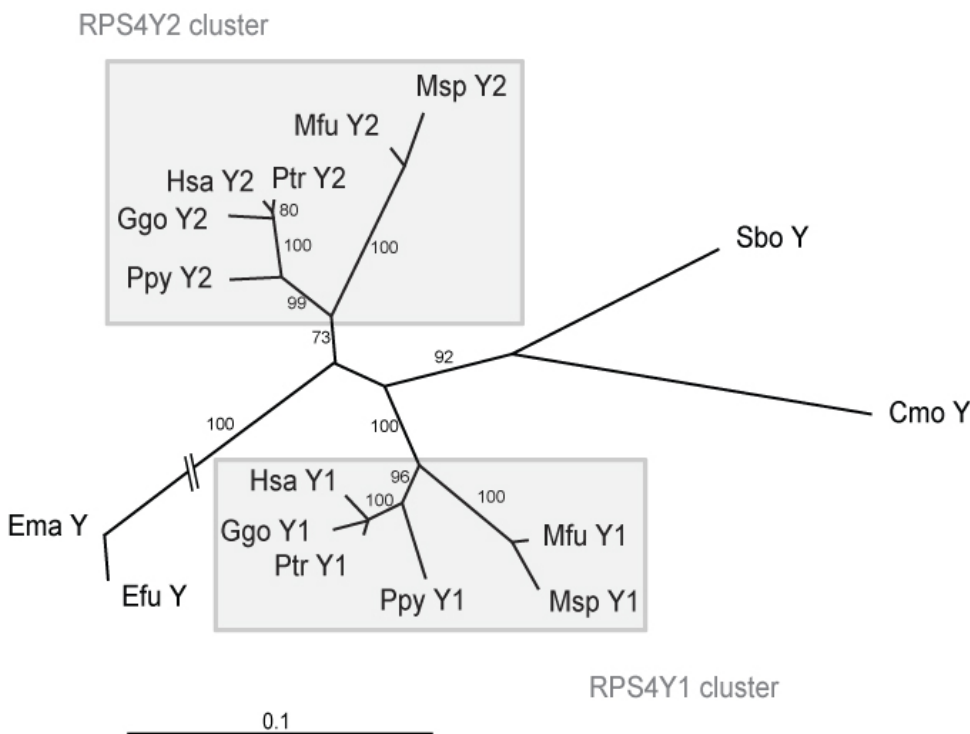 RPS4Y2 cluster
Msp Y2
Mfu Y2
Hsa Y2 Ptr Y2
Ggo Y2 80
100 100
Ppy Y2
99
73
Sbo Y
92
Cmo Y
100 100
Hsa Y1 96
100 100
Ggo Y1 Mfu Y1
Ema Y
Ptr Y1
Efu Y Ppy Y1 Msp Y1
RPS4Y1 cluster
0.1